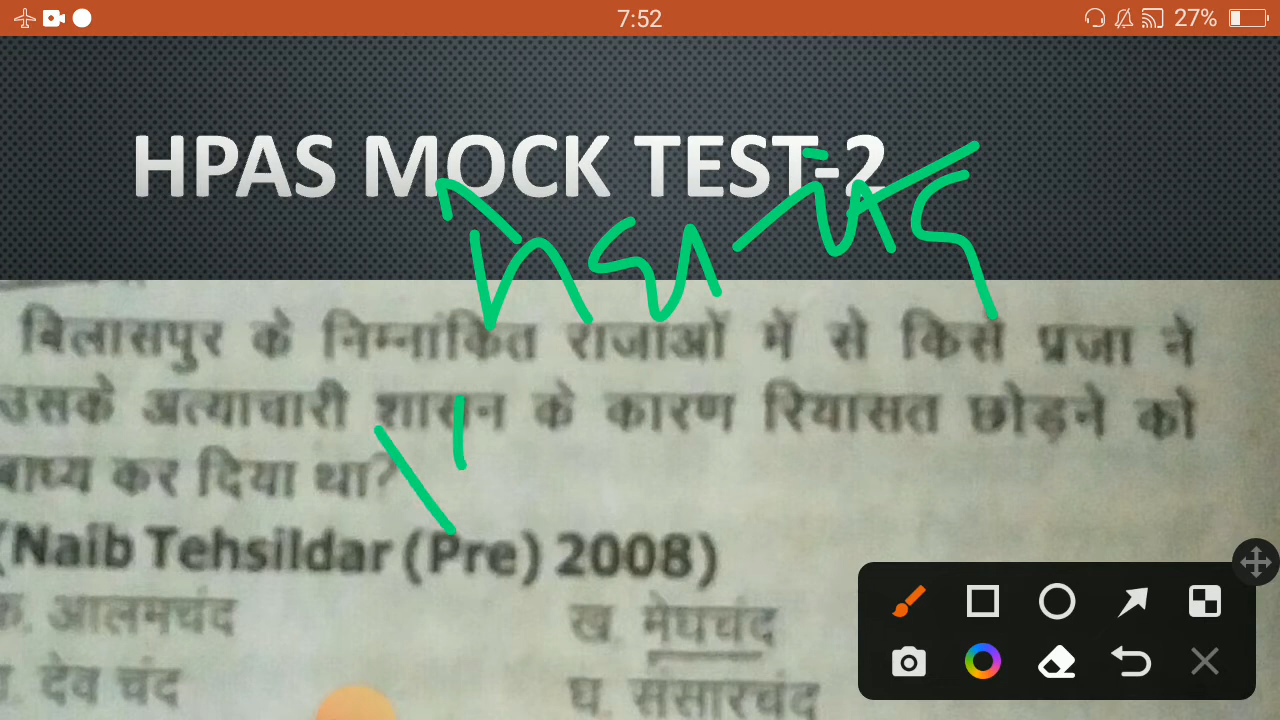 7:52
27%
HPAS MOCK TEST-2
बिलासपुर के निम्नांकित राजाओं में से किसे प्रजा ने
उसके अत्याचारी शासन के कारण रियासत छोड़ने को
बाध्य कर दिया था?
(Naib Tehsildar (Pre) 2008)
क. आलमचंद
ख. मेघचंद
देव चंद
घ. संसारचंद